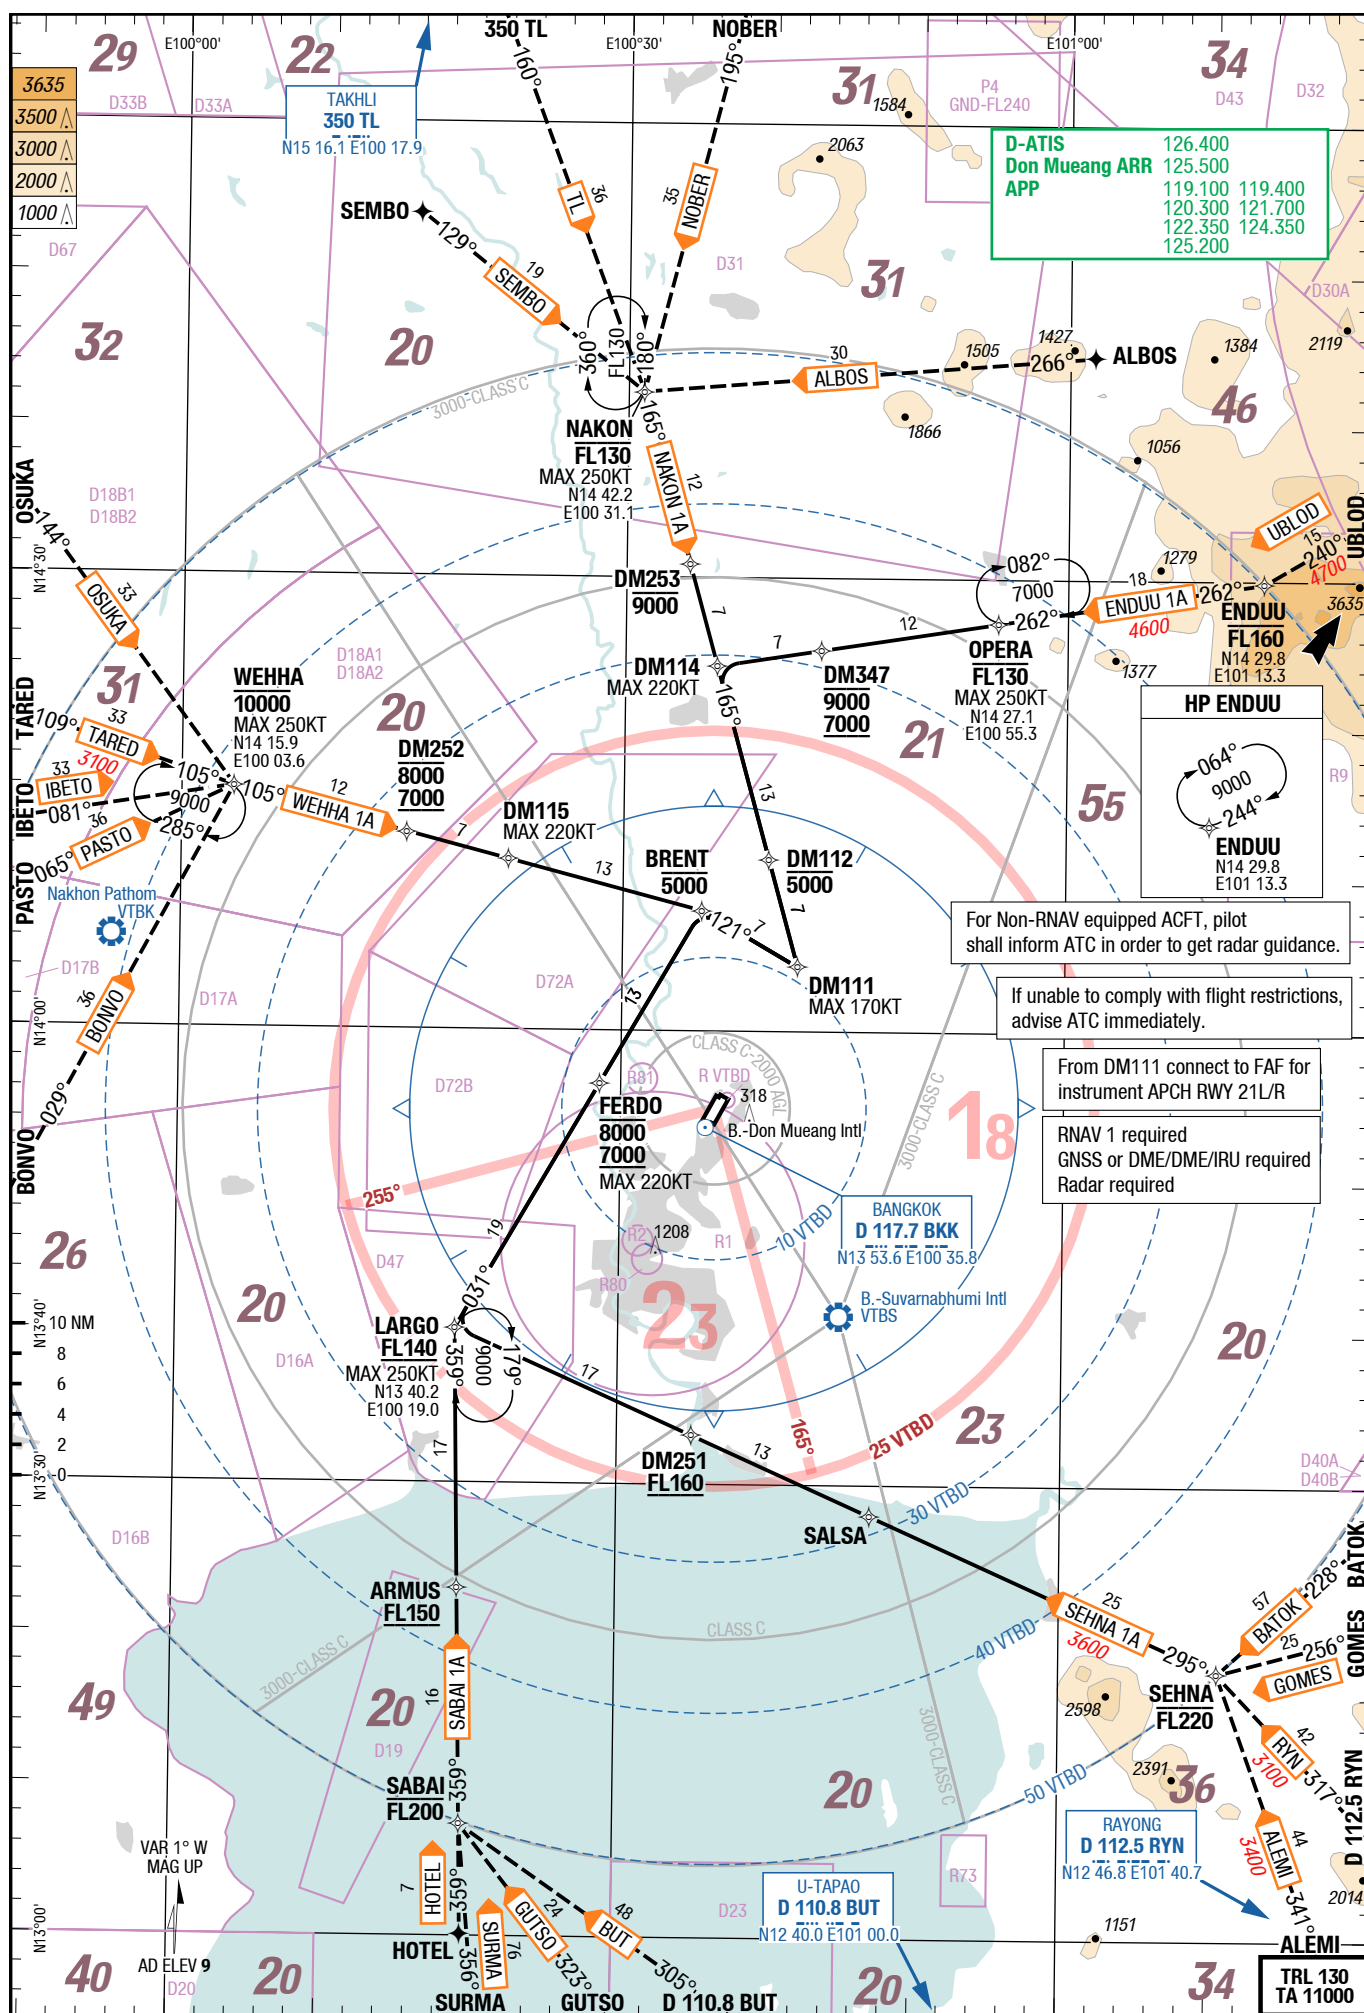 350 TL
NOBER
E100°00'
E100°30'
E101°00'
29
22
31
34
3635
3500
3000
2000
1000
D33B
D33A
TAKHLI
350 TL
N15 16.1 E100 17.9
160°
195°
36
TL
35
NOBER
1584
2063
P4
GND-FL240
D43
D32
D-ATIS 126.400
Don Mueang ARR 125.500
APP 119.100 119.400
120.300 121.700
122.350 124.350
125.200
D67
SEMBO
129°
19
SEMBO
D31
31
D30A
32
20
360°
FL130
180°
3000-CLASS C
30
ALBOS
1505
1427
266°
ALBOS
1384
2119
46
1866
1056
NAKON
FL130
MAX 250KT
N14 42.2
E100 31.1
165°
NAKON 1A
12
OSUKA
144°
D18B1
D18B2
33
OSUKA
N14°30'
DM253
9000
7
DM114
MAX 220KT
7
DM347
9000
7000
12
082°
7000
262°
OPERA
FL130
MAX 250KT
N14 27.1
E100 55.3
1279
18
ENDUU 1A
4600
262°
1377
ENDUU
FL160
N14 29.8
E101 13.3
UBLOD
15
240°
4700
UBLOD
3635
HP ENDUU
064°
9000
244°
ENDUU
N14 29.8
E101 13.3
R9
31
D18A1
D18A2
20
WEHHA
10000
MAX 250KT
N14 15.9
E100 03.6
TARED
109°
33
TARED
3100
IBETO
33
IBETO
081°
36
PASTO
065°
PASTO
105°
9000
285°
105°
12
WEHHA 1A
DM252
8000
7000
7
DM115
MAX 220KT
13
BRENT
5000
121°
7
165°
13
DM112
5000
7
DM111
MAX 170KT
21
55
Nakhon Pathom
VTBK
D17B
D17A
36
BONVO
029°
BONVO
N14°00'
D72A
D72B
13
For Non-RNAV equipped ACFT, pilot
shall inform ATC in order to get radar guidance.
If unable to comply with flight restrictions,
advise ATC immediately.
From DM111 connect to FAF for
instrument APCH RWY 21L/R
RNAV 1 required
GNSS or DME/DME/IRU required
Radar required
CLASS C-2000 AGL
R81
R VTBD
318
B.-Don Mueang Intl
3000-CLASS C
18
FERDO
8000
7000
MAX 220KT
255°
19
BANGKOK
D 117.7 BKK
N13 53.6 E100 35.8
10 VTBD
R2
1208
R1
R80
23
B.-Suvarnabhumi Intl
VTBS
26
20
D47
D16A
N13°40'
10 NM
8
6
4
2
0
N13°30'
LARGO
FL140
MAX 250KT
N13 40.2
E100 19.0
031°
359°
9000
179°
17
17
DM251
FL160
13
165°
25 VTBD
23
20
D40A
D40B
30 VTBD
SALSA
D16B
ARMUS
FL150
CLASS C
3000-CLASS C
40 VTBD
25
SEHNA 1A
3600
295°
SEHNA
FL220
57
BATOK
228°
BATOK
25
256°
GOMES
GOMES
42
RYN
3100
317°
D 112.5 RYN
44
ALEMI
3400
341°
ALEMI
2598
2391
36
49
20
D19
16
SABAI 1A
359°
SABAI
FL200
3000-CLASS C
50 VTBD
20
RAYONG
D 112.5 RYN
N12 46.8 E101 40.7
R73
2014
1151
VAR 1° W
MAG UP
AD ELEV 9
7
HOTEL
359°
HOTEL
356°
SURMA
76
SURMA
24
GUTSO
323°
GUTSO
48
BUT
305°
D 110.8 BUT
D23
U-TAPAO
D 110.8 BUT
N12 40.0 E101 00.0
N13°00'
40
D20
20
20
34
TRL 130
TA 11000